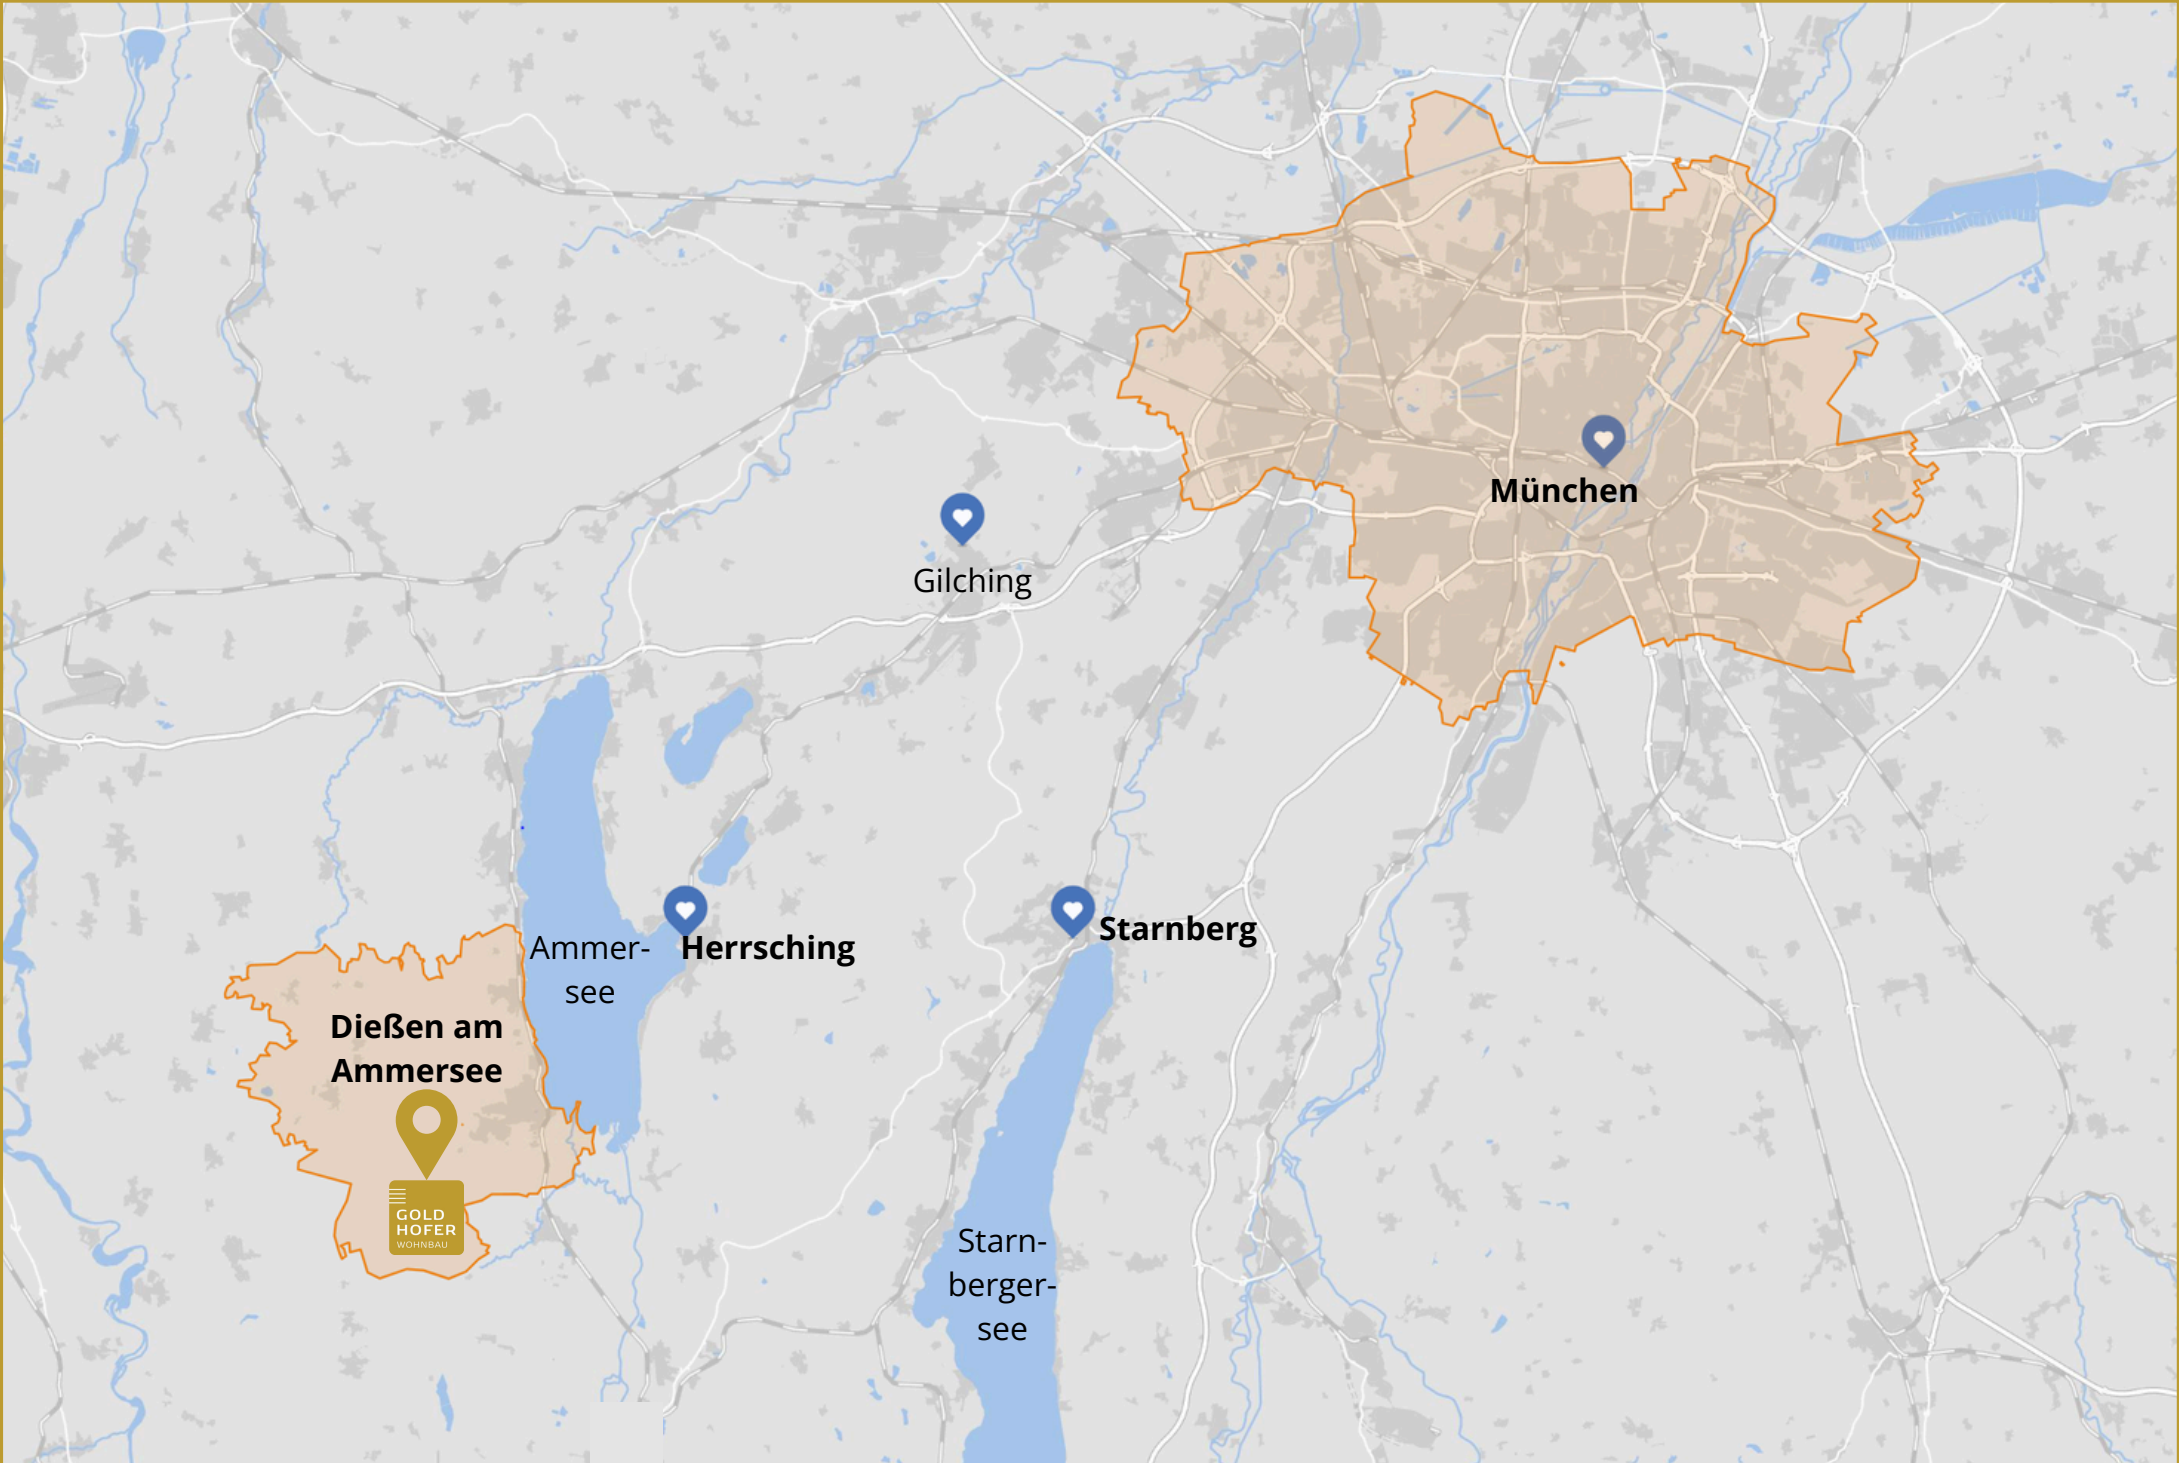 München
Gilching
Starnberg
Ammer-
see
Herrsching
Dießen am
Ammersee
GOLD
HOFER
WOHNBAU
Starn-
berger-
see